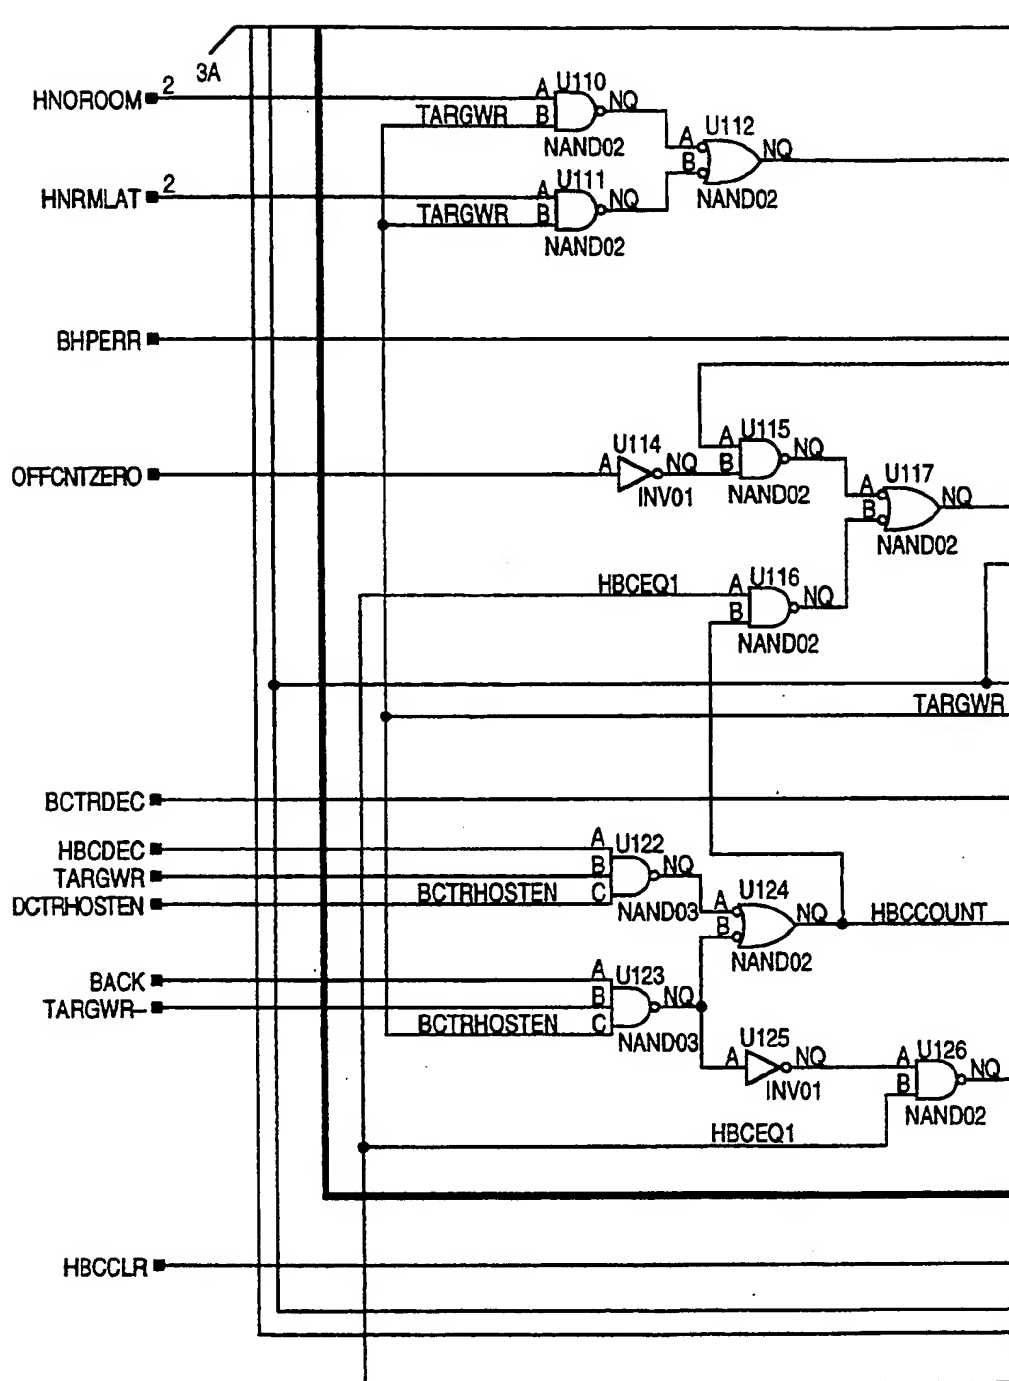 3A
HNOROOM 2 A U110 NQ
TARGWR B
NAND02
A U112 NQ
B
NAND02
HNRMLAT 2 A U111 NQ
TARGWR B
NAND02
BHPERR
A U115 NQ
OFFCNTZERO A U114 NQ B
INV01 NAND02
A U117 NQ
B
NAND02
HBCEQ1 A U116 NQ
B
NAND02
TARGWR
BCTRDEC
HBCDEC A U122 NQ
TARGWR B
DCTRHOSTEN BCTRHOSTEN C
NAND03
A U124 NQ HBCCOUNT
B
NAND02
BACK A U123 NQ
TARGWR– B
BCTRHOSTEN C
NAND03
A U125 NQ
INV01
A U126 NQ
B
NAND02
HBCEQ1
HBCCLR